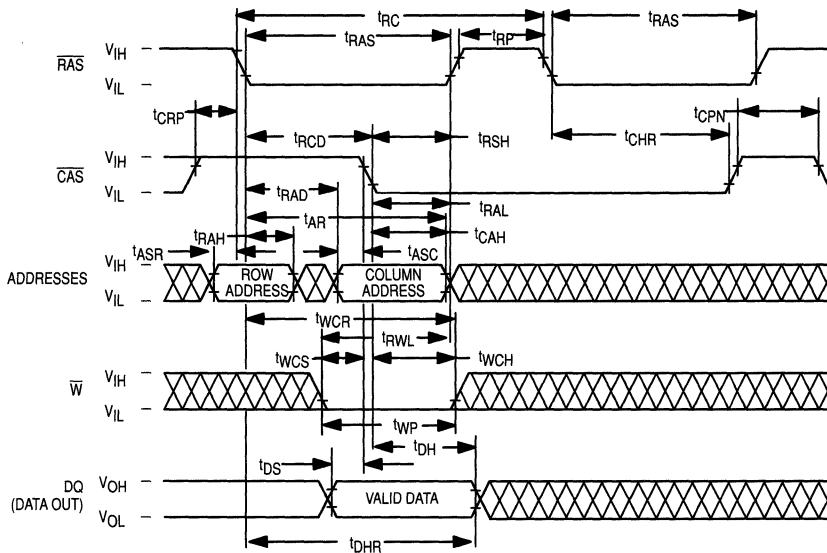 tRC
tRAS tRP tRAS
RAS VIH
VIL
tCRP tRCD tRSH tCHR tCPN
CAS VIH
VIL
tRAD tRAL
tAR
tRAH tCAH
tASR tASC
ADDRESSES VIH
VIL
ROW ADDRESS
COLUMN ADDRESS
tWCR
tRWL
tWCS tWCH
W VIH
VIL
tWP
tDH
tDS
DQ (DATA OUT) VOH
VOL
VALID DATA
tDHR